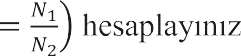 = N₁/N₂) hesaplayınız